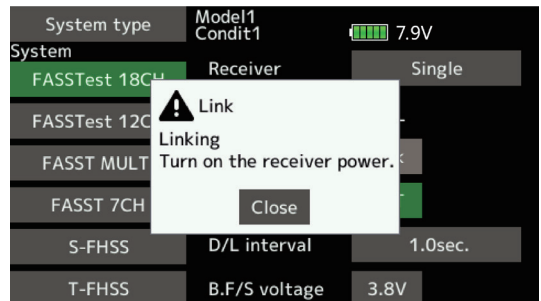 System type
Model1
Condit1
7.9V
System
FASSTest 18CH
Receiver
Single
FASSTest 12C
Link
Linking
Turn on the receiver power.
FASST MULT
Close
FASST 7CH
S-FHSS
D/L interval
1.0sec.
T-FHSS
B.F/S voltage
3.8V